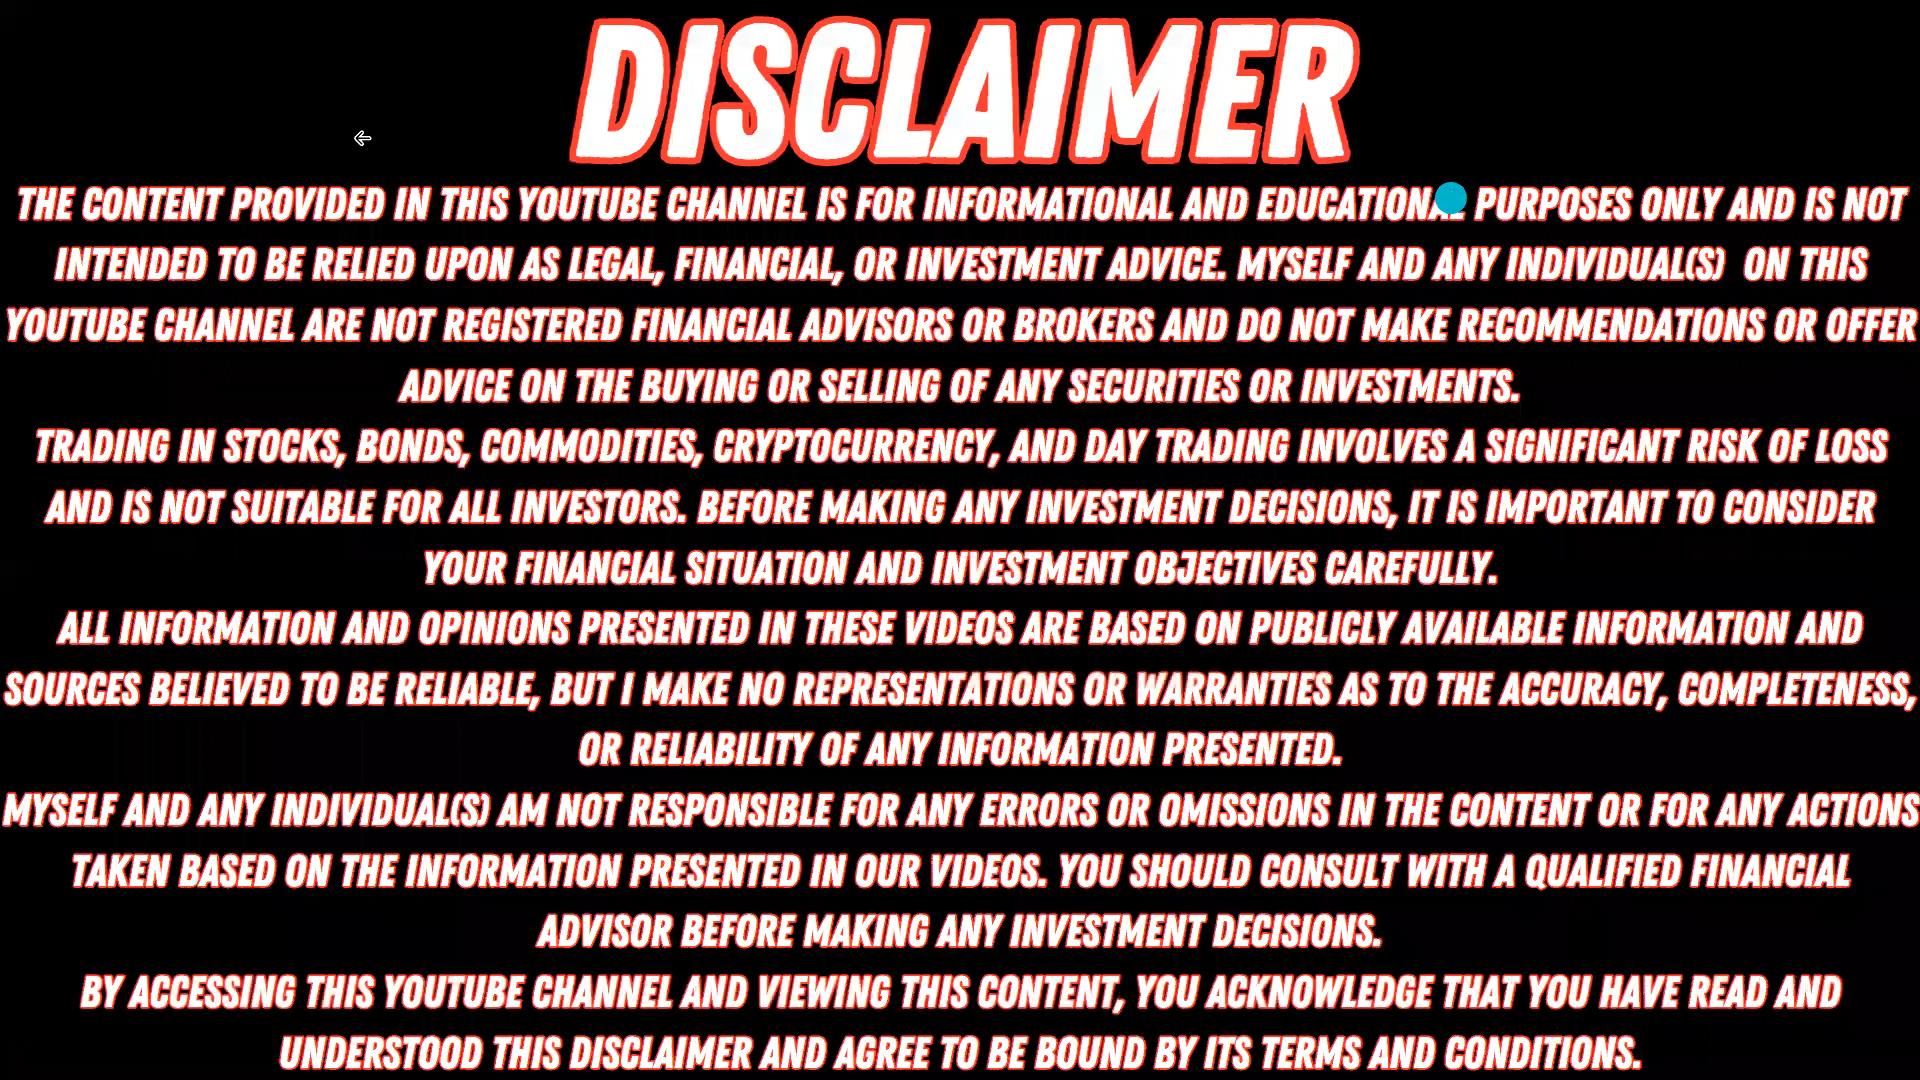 DISCLAIMER
THE CONTENT PROVIDED IN THIS YOUTUBE CHANNEL IS FOR INFORMATIONAL AND EDUCATIONAL PURPOSES ONLY AND IS NOT
INTENDED TO BE RELIED UPON AS LEGAL, FINANCIAL, OR INVESTMENT ADVICE. MYSELF AND ANY INDIVIDUAL(S) ON THIS
YOUTUBE CHANNEL ARE NOT REGISTERED FINANCIAL ADVISORS OR BROKERS AND DO NOT MAKE RECOMMENDATIONS OR OFFER
ADVICE ON THE BUYING OR SELLING OF ANY SECURITIES OR INVESTMENTS.
TRADING IN STOCKS, BONDS, COMMODITIES, CRYPTOCURRENCY, AND DAY TRADING INVOLVES A SIGNIFICANT RISK OF LOSS
AND IS NOT SUITABLE FOR ALL INVESTORS. BEFORE MAKING ANY INVESTMENT DECISIONS, IT IS IMPORTANT TO CONSIDER
YOUR FINANCIAL SITUATION AND INVESTMENT OBJECTIVES CAREFULLY.
ALL INFORMATION AND OPINIONS PRESENTED IN THESE VIDEOS ARE BASED ON PUBLICLY AVAILABLE INFORMATION AND
SOURCES BELIEVED TO BE RELIABLE, BUT I MAKE NO REPRESENTATIONS OR WARRANTIES AS TO THE ACCURACY, COMPLETENESS,
OR RELIABILITY OF ANY INFORMATION PRESENTED.
MYSELF AND ANY INDIVIDUAL(S) AM NOT RESPONSIBLE FOR ANY ERRORS OR OMISSIONS IN THE CONTENT OR FOR ANY ACTIONS
TAKEN BASED ON THE INFORMATION PRESENTED IN OUR VIDEOS. YOU SHOULD CONSULT WITH A QUALIFIED FINANCIAL
ADVISOR BEFORE MAKING ANY INVESTMENT DECISIONS.
BY ACCESSING THIS YOUTUBE CHANNEL AND VIEWING THIS CONTENT, YOU ACKNOWLEDGE THAT YOU HAVE READ AND
UNDERSTOOD THIS DISCLAIMER AND AGREE TO BE BOUND BY ITS TERMS AND CONDITIONS.